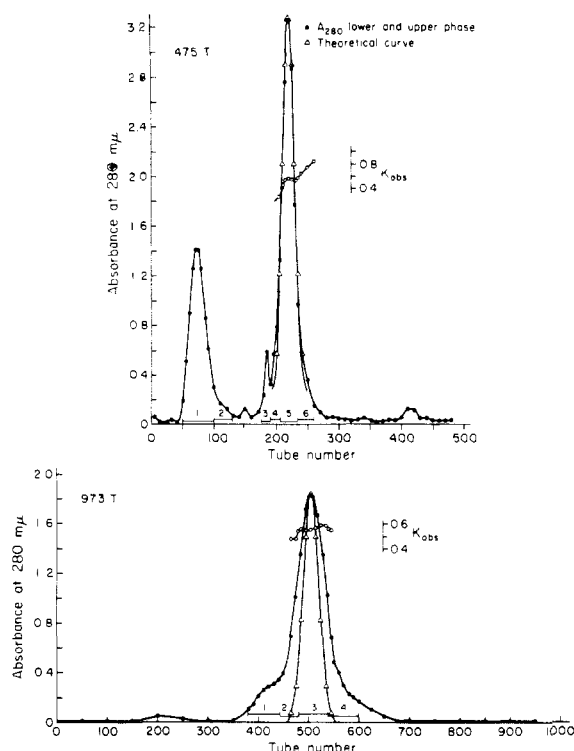 475 T
• A280 lower and upper phase
△ Theoretical curve
3.2
2.8
2.4
2.0
1.6
1.2
0.8
0.4
0
Absorbance at 280 mμ
0.8
0.4
Kobs
1 2 3 4 5 6
0 100 200 300 400 500
Tube number
973 T
2.0
1.6
1.2
0.8
0.4
0
Absorbance at 280 mμ
0.6
0.4
Kobs
1 2 3 4
0 100 200 300 400 500 600 700 800 900 1000
Tube number